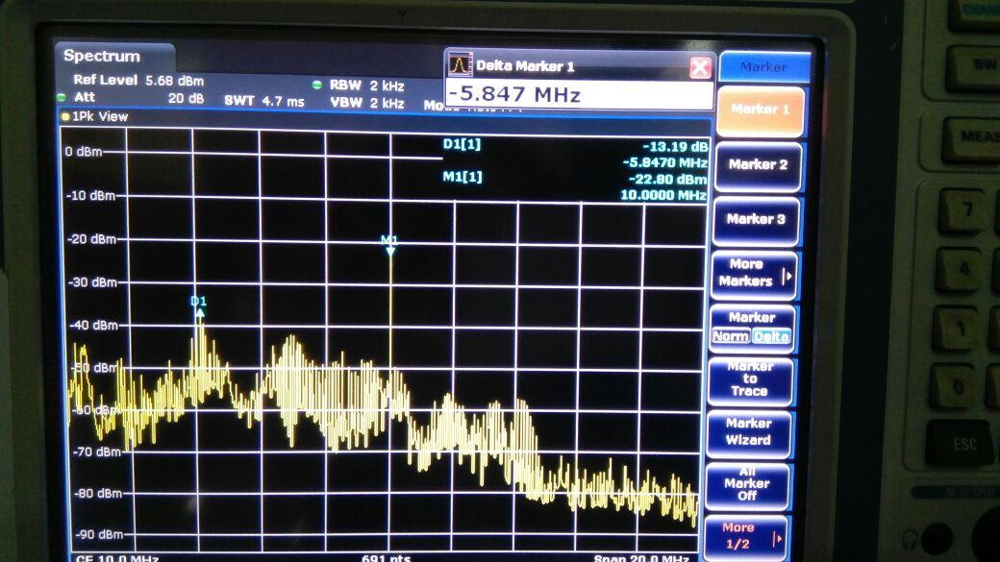 Spectrum
Ref Level 5.68 dBm
RBW 2 kHz
Att 20 dB SWT 4.7 ms
VBW 2 kHz
Delta Marker 1
-5.847 MHz
1Pk View
D1[1] -13.19 dB
-5.8470 MHz
M1[1] -22.80 dBm
10.0000 MHz
0 dBm
-10 dBm
-20 dBm
-30 dBm
-40 dBm
-50 dBm
-60 dBm
-70 dBm
-80 dBm
-90 dBm
M1
D1
CF 10.0 MHz 691 pts Span 20.0 MHz
Marker
Marker 1
Marker 2
Marker 3
More
Markers
Marker
Norm Delta
Marker
to
Trace
Marker
Wizard
All
Marker
Off
More
1/2
BW
MEAS
7
4
1
0
ESC